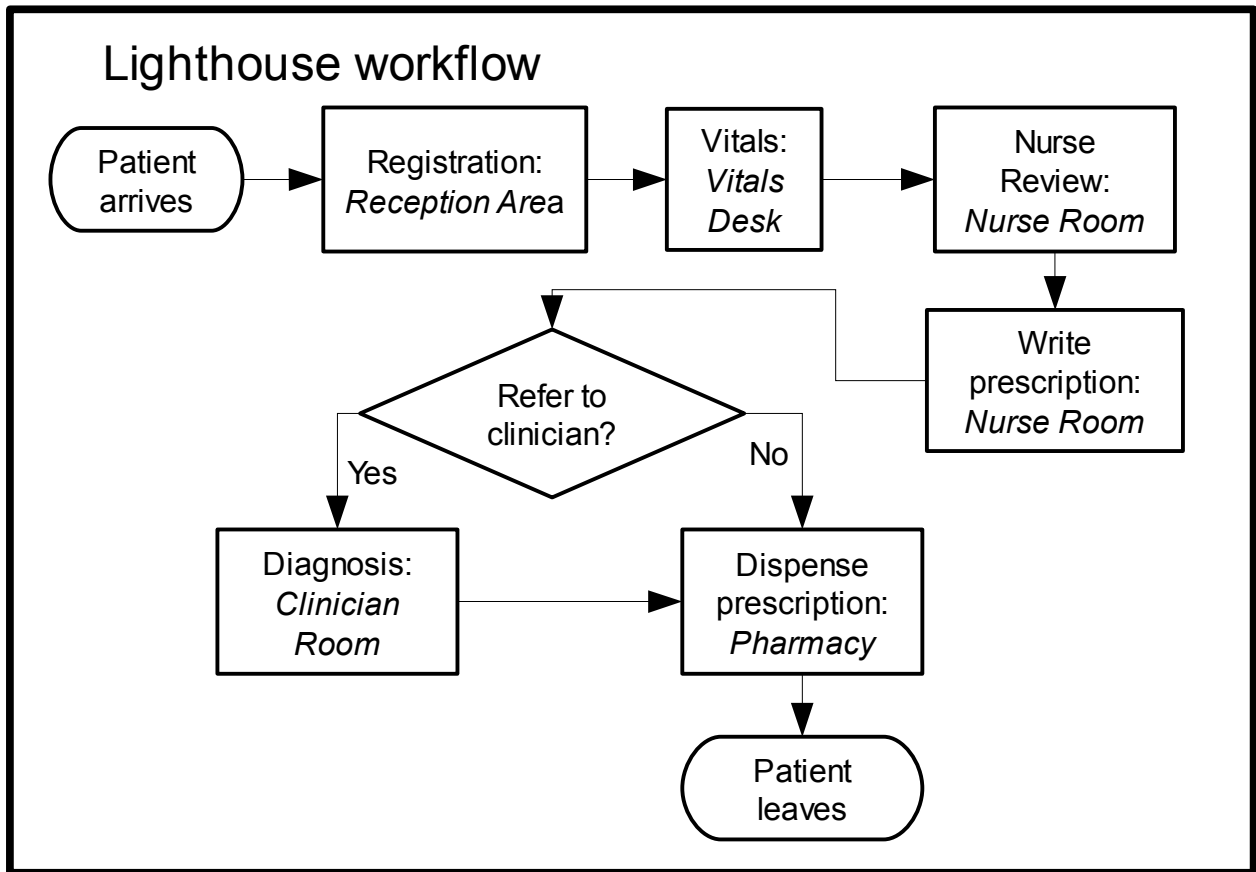 Lighthouse workflow
Patient
arrives
Registration:
Reception Area
Vitals:
Vitals
Desk
Nurse
Review:
Nurse Room
Write
prescription:
Nurse Room
Refer to
clinician?
Yes
No
Diagnosis:
Clinician
Room
Dispense
prescription:
Pharmacy
Patient
leaves